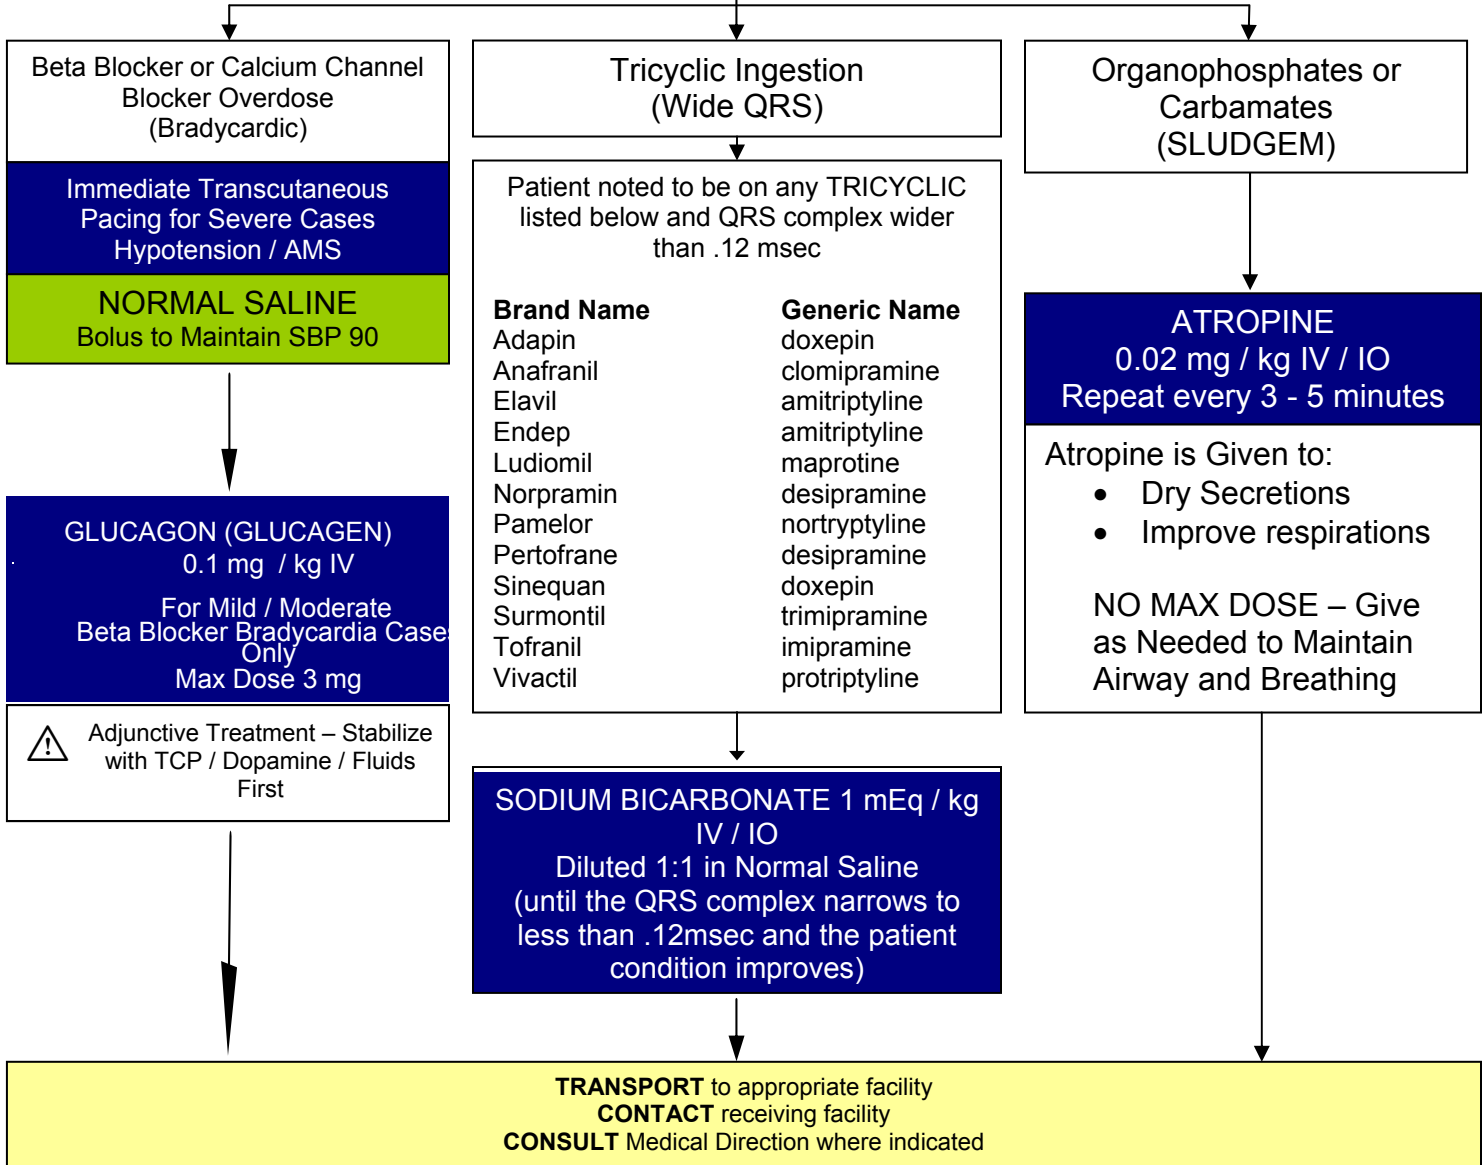 Beta Blocker or Calcium Channel
Blocker Overdose
(Bradycardic)
Immediate Transcutaneous
Pacing for Severe Cases
Hypotension / AMS
NORMAL SALINE
Bolus to Maintain SBP 90
GLUCAGON (GLUCAGEN)
0.1 mg / kg IV
For Mild / Moderate
Beta Blocker Bradycardia Cases
Only
Max Dose 3 mg
Adjunctive Treatment – Stabilize
with TCP / Dopamine / Fluids
First
Tricyclic Ingestion
(Wide QRS)
Patient noted to be on any TRICYCLIC
listed below and QRS complex wider
than .12 msec
Brand Name Generic Name
Adapin doxepin
Anafranil clomipramine
Elavil amitriptyline
Endep amitriptyline
Ludiomil maprotine
Norpramin desipramine
Pamelor nortryptyline
Pertofrane desipramine
Sinequan doxepin
Surmontil trimipramine
Tofranil imipramine
Vivactil protriptyline
SODIUM BICARBONATE 1 mEq / kg
IV / IO
Diluted 1:1 in Normal Saline
(until the QRS complex narrows to
less than .12msec and the patient
condition improves)
Organophosphates or
Carbamates
(SLUDGEM)
ATROPINE
0.02 mg / kg IV / IO
Repeat every 3 - 5 minutes
Atropine is Given to:
• Dry Secretions
• Improve respirations
NO MAX DOSE – Give
as Needed to Maintain
Airway and Breathing
TRANSPORT to appropriate facility
CONTACT receiving facility
CONSULT Medical Direction where indicated